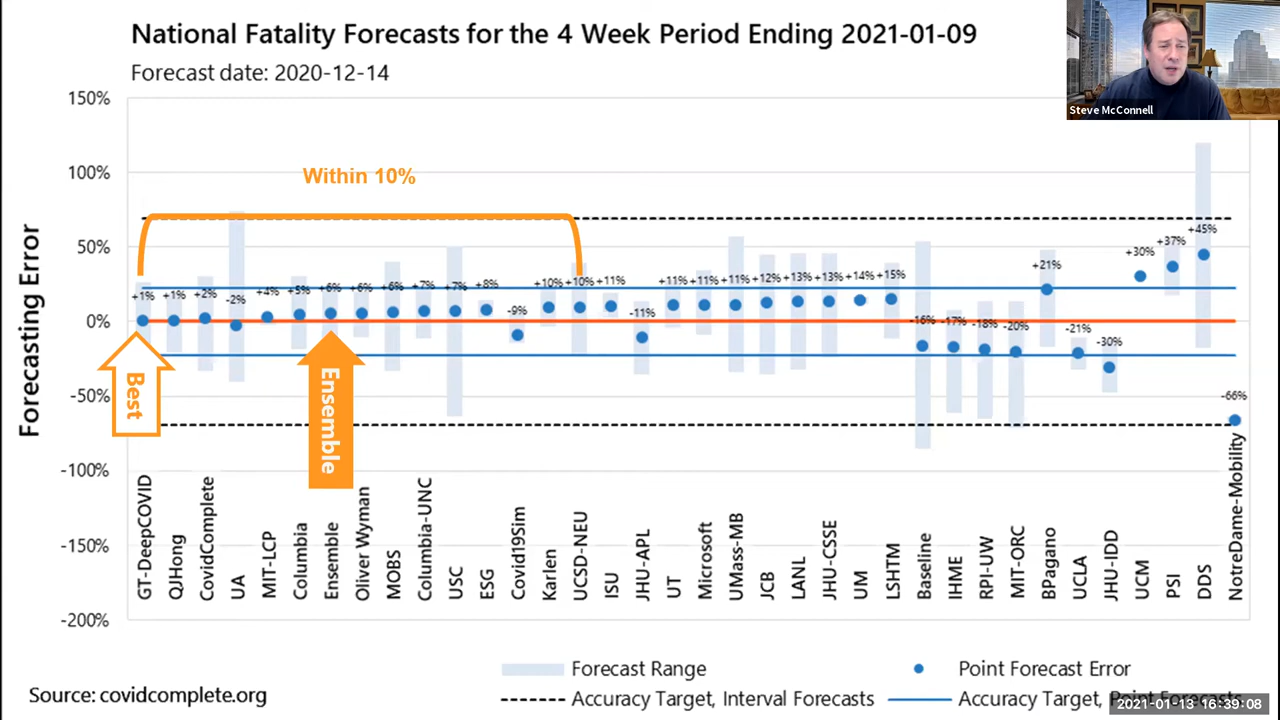 National Fatality Forecasts for the 4 Week Period Ending 2021-01-09
Forecast date: 2020-12-14
Steve McConnell
Forecasting Error
150%
100%
50%
0%
-50%
-100%
-150%
-200%
Within 10%
+1%
+1%
+2%
-2%
+4%
+5%
+6%
+6%
+6%
+7%
+7%
+8%
-9%
+10%
+10%
+11%
-11%
+11%
+11%
+11%
+12%
+13%
+13%
+14%
+15%
-16%
-17%
-18%
-20%
+21%
-21%
-30%
+30%
+37%
+45%
-66%
Best
Ensemble
GT-DeepCOVID
QJHong
CovidComplete
UA
MIT-LCP
Columbia
Ensemble
Oliver Wyman
MOBS
Columbia-UNC
USC
ESG
Covid19Sim
Karlen
UCSD-NEU
ISU
JHU-APL
UT
Microsoft
UMass-MB
JCB
LANL
JHU-CSSE
UM
LSHTM
Baseline
IHME
RPI-UW
MIT-ORC
BPagano
UCLA
JHU-IDD
UCM
PSI
DDS
NotreDame-Mobility
Forecast Range
Point Forecast Error
Accuracy Target, Interval Forecasts
Accuracy Target, Point Forecasts
Source: covidcomplete.org
2021-01-13 16:39:08